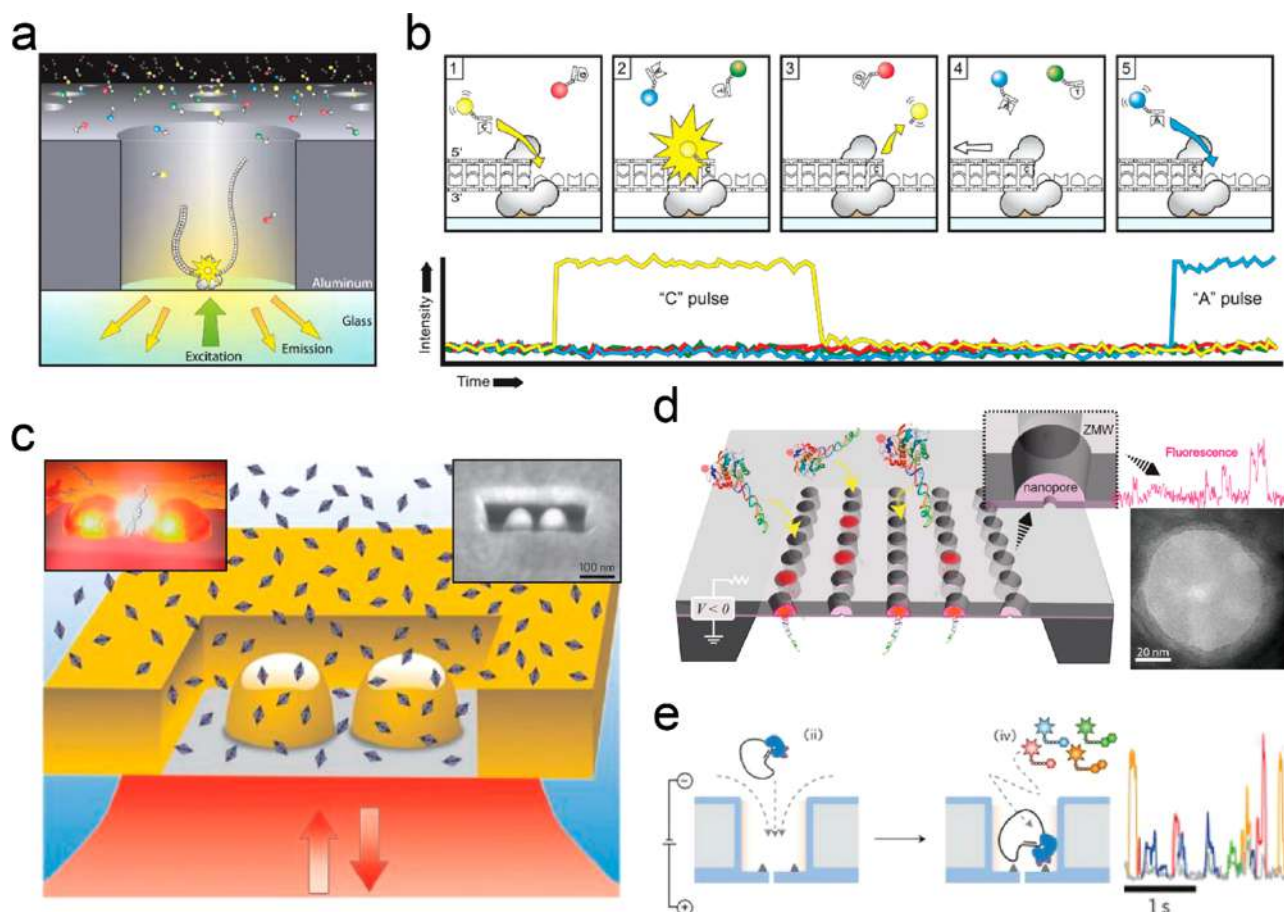 a
Aluminum
Glass
Excitation
Emission
b
1
2
3
4
5
5'
3'
C
T
A
Intensity
"C" pulse
"A" pulse
Time
c
100 nm
d
ZMW
nanopore
Fluorescence
V < 0
20 nm
e
(ii)
(iv)
−
+
1 s